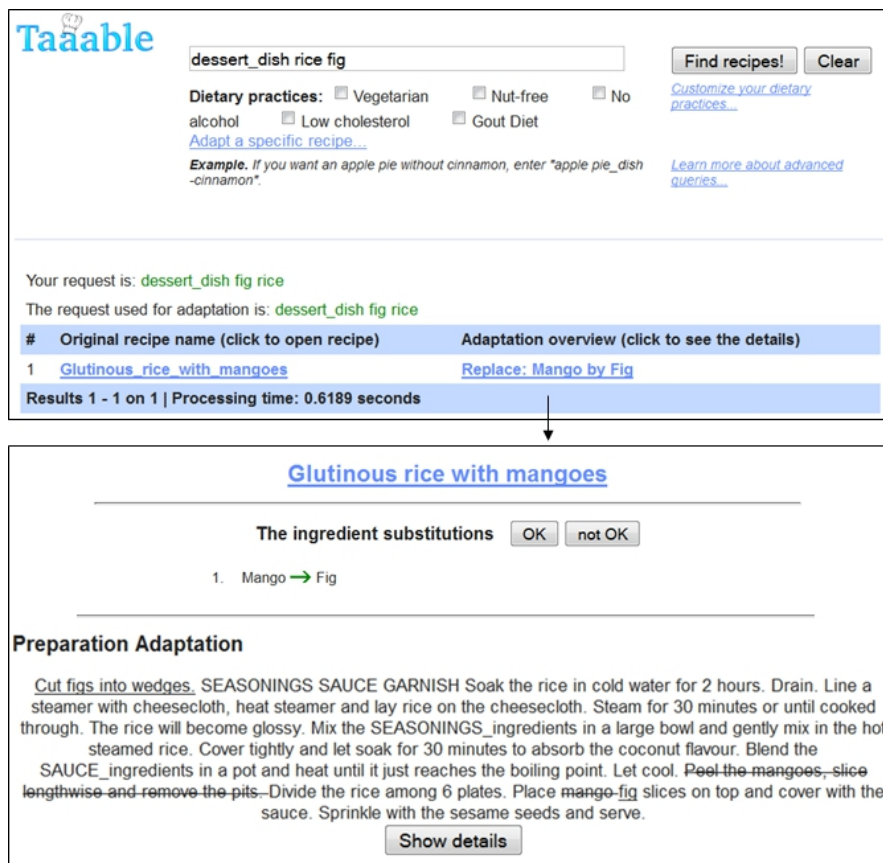 Taaable
dessert_dish rice fig
Find recipes! Clear
Dietary practices: Vegetarian Nut-free No
alcohol Low cholesterol Gout Diet
Customize your dietary
practices...
Adapt a specific recipe...
Example. If you want an apple pie without cinnamon, enter "apple pie_dish
-cinnamon".
Learn more about advanced
queries...
Your request is: dessert_dish fig rice
The request used for adaptation is: dessert_dish fig rice
# Original recipe name (click to open recipe) Adaptation overview (click to see the details)
1 Glutinous_rice_with_mangoes Replace: Mango by Fig
Results 1 - 1 on 1 | Processing time: 0.6189 seconds
Glutinous rice with mangoes
The ingredient substitutions OK not OK
1. Mango → Fig
Preparation Adaptation
Cut figs into wedges. SEASONINGS SAUCE GARNISH Soak the rice in cold water for 2 hours. Drain. Line a
steamer with cheesecloth, heat steamer and lay rice on the cheesecloth. Steam for 30 minutes or until cooked
through. The rice will become glossy. Mix the SEASONINGS_ingredients in a large bowl and gently mix in the hot
steamed rice. Cover tightly and let soak for 30 minutes to absorb the coconut flavour. Blend the
SAUCE_ingredients in a pot and heat until it just reaches the boiling point. Let cool. Peel the mangoes, slice
lengthwise and remove the pits. Divide the rice among 6 plates. Place mango fig slices on top and cover with the
sauce. Sprinkle with the sesame seeds and serve.
Show details